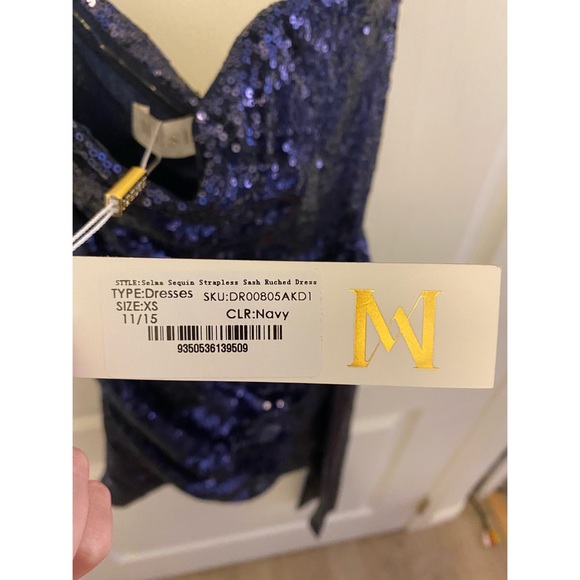 STYLE:Selma Sequin Strapless Sash Ruched Dress
TYPE:Dresses SKU:DR00805AKD1
SIZE:XS
11/15 CLR:Navy
9350536139509